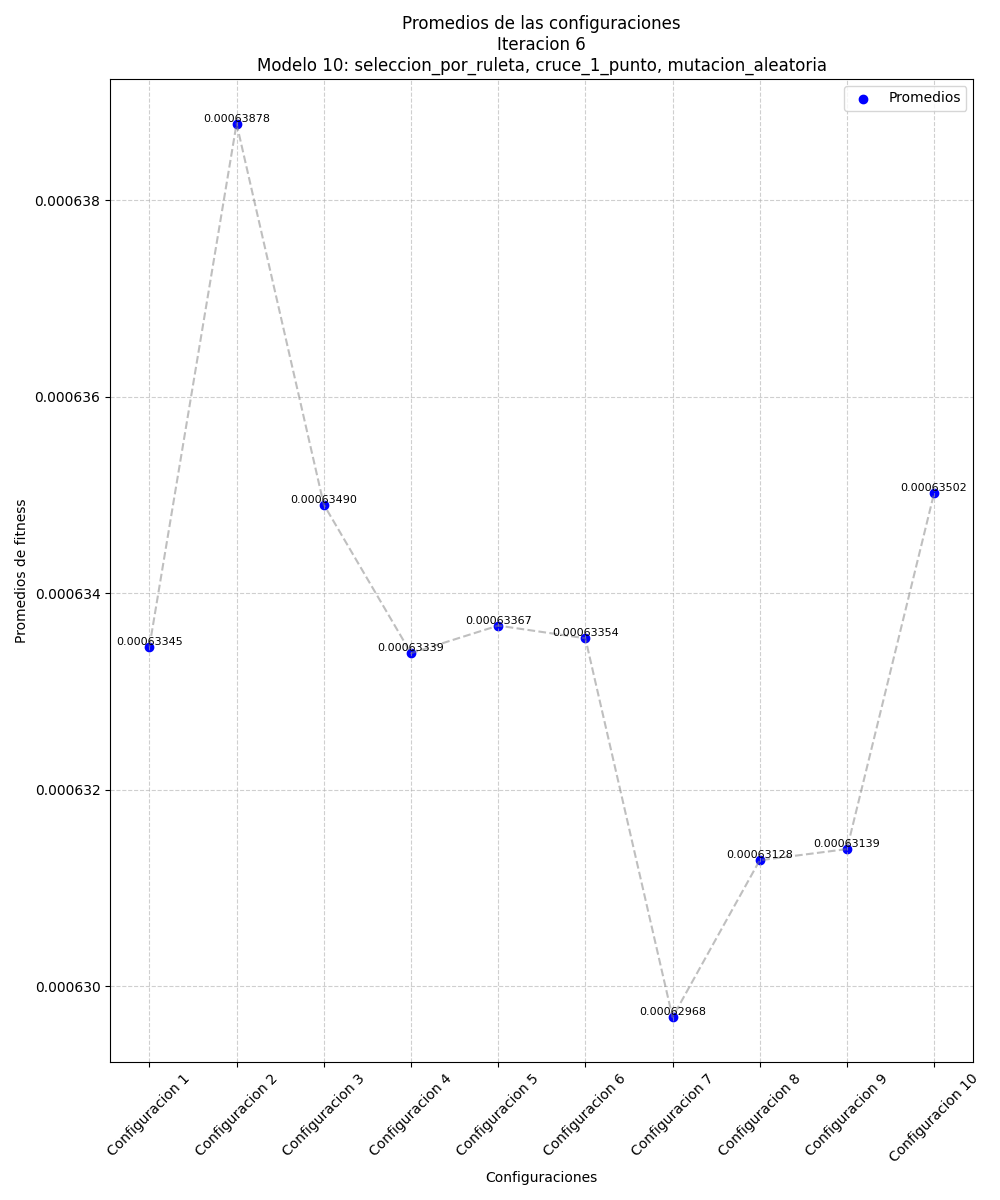 Promedios de las configuraciones
Iteracion 6
Modelo 10: seleccion_por_ruleta, cruce_1_punto, mutacion_aleatoria
Promedios
0.00063878
0.000638
0.000636
0.00063490
0.00063502
0.000634
0.00063345
0.00063339
0.00063367
0.00063354
0.000632
0.00063128
0.00063139
0.000630
0.00062968
Promedios de fitness
Configuracion 1
Configuracion 2
Configuracion 3
Configuracion 4
Configuracion 5
Configuracion 6
Configuracion 7
Configuracion 8
Configuracion 9
Configuracion 10
Configuraciones